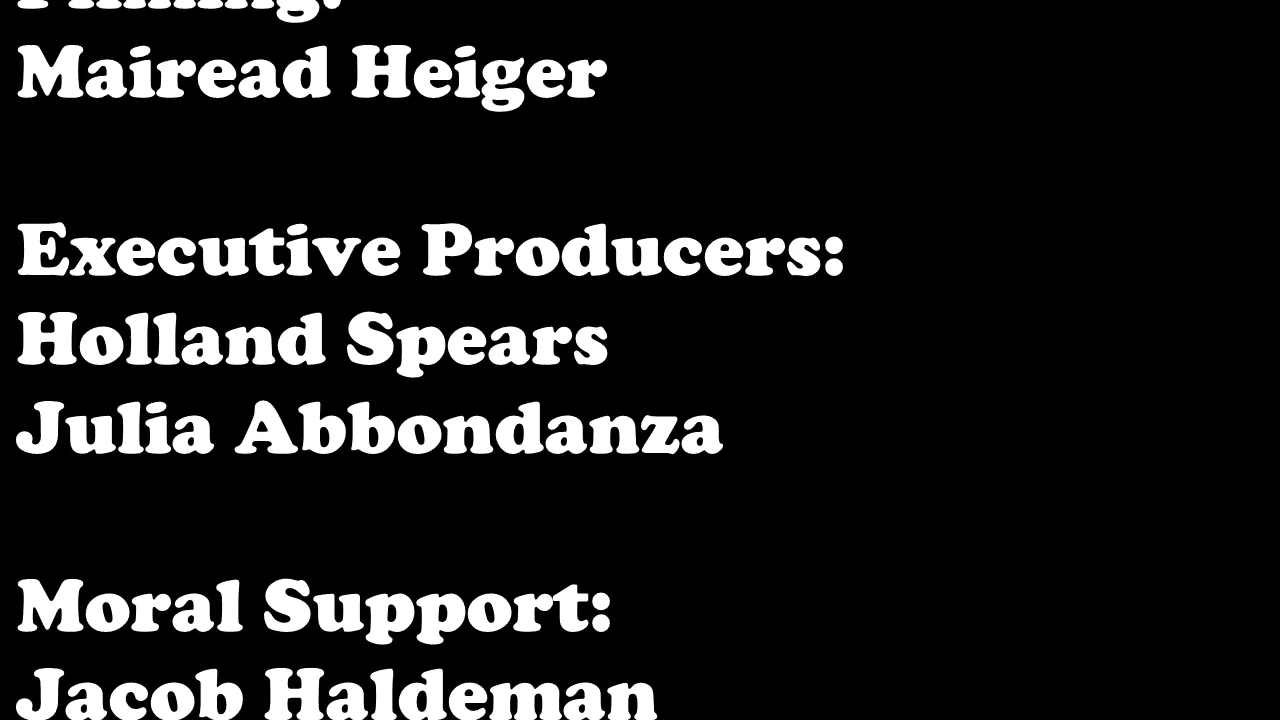 Mairead Heiger
Executive Producers:
Holland Spears
Julia Abbondanza
Moral Support:
Jacob Haldeman